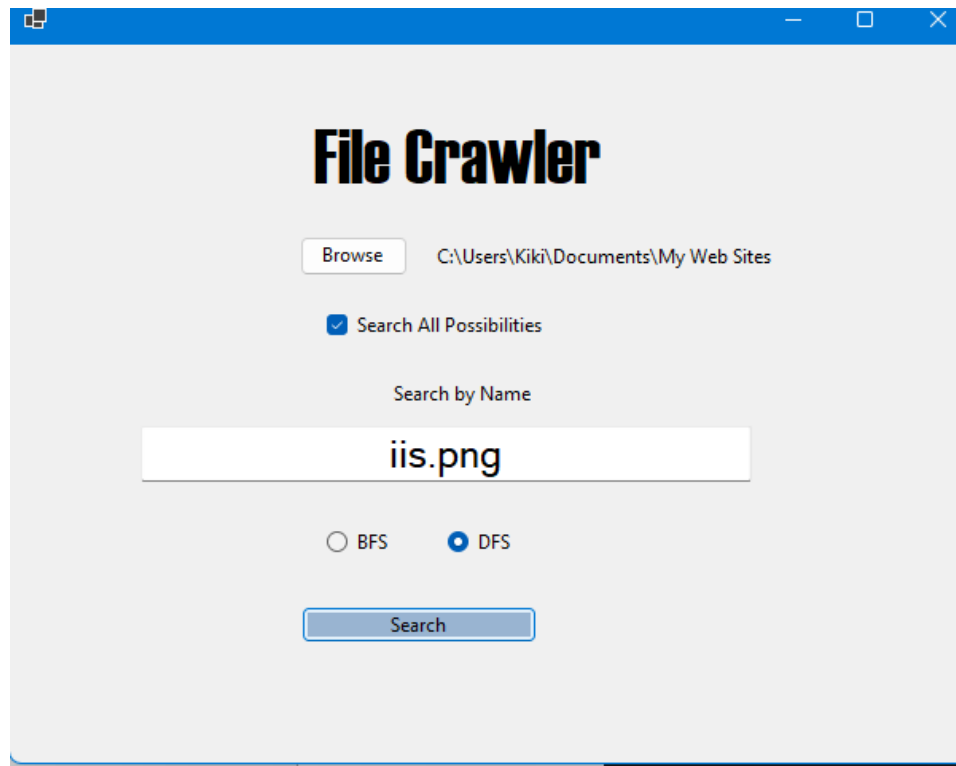 File Crawler
Browse C:\Users\Kiki\Documents\My Web Sites
Search All Possibilities
Search by Name
iis.png
BFS DFS
Search